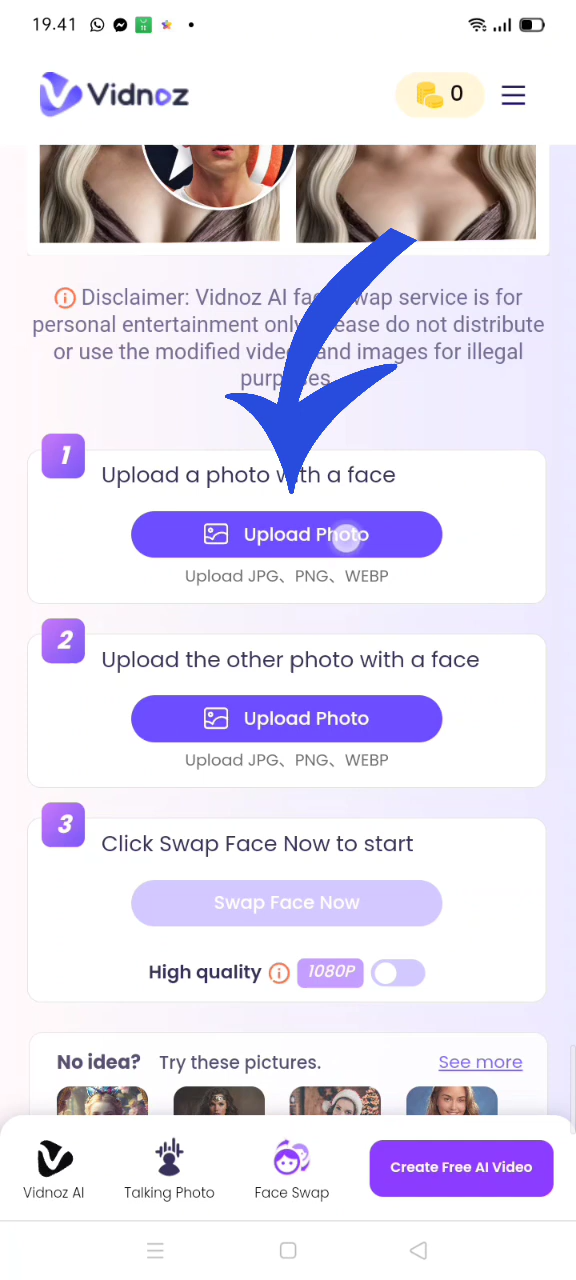 19.41
Vidnoz
0
Disclaimer: Vidnoz AI face swap service is for
personal entertainment only. Please do not distribute
or use the modified videos and images for illegal
purposes.
1
Upload a photo with a face
Upload Photo
Upload JPG、PNG、WEBP
2
Upload the other photo with a face
Upload Photo
Upload JPG、PNG、WEBP
3
Click Swap Face Now to start
Swap Face Now
High quality 1080P
No idea? Try these pictures. See more
Vidnoz AI Talking Photo Face Swap Create Free AI Video